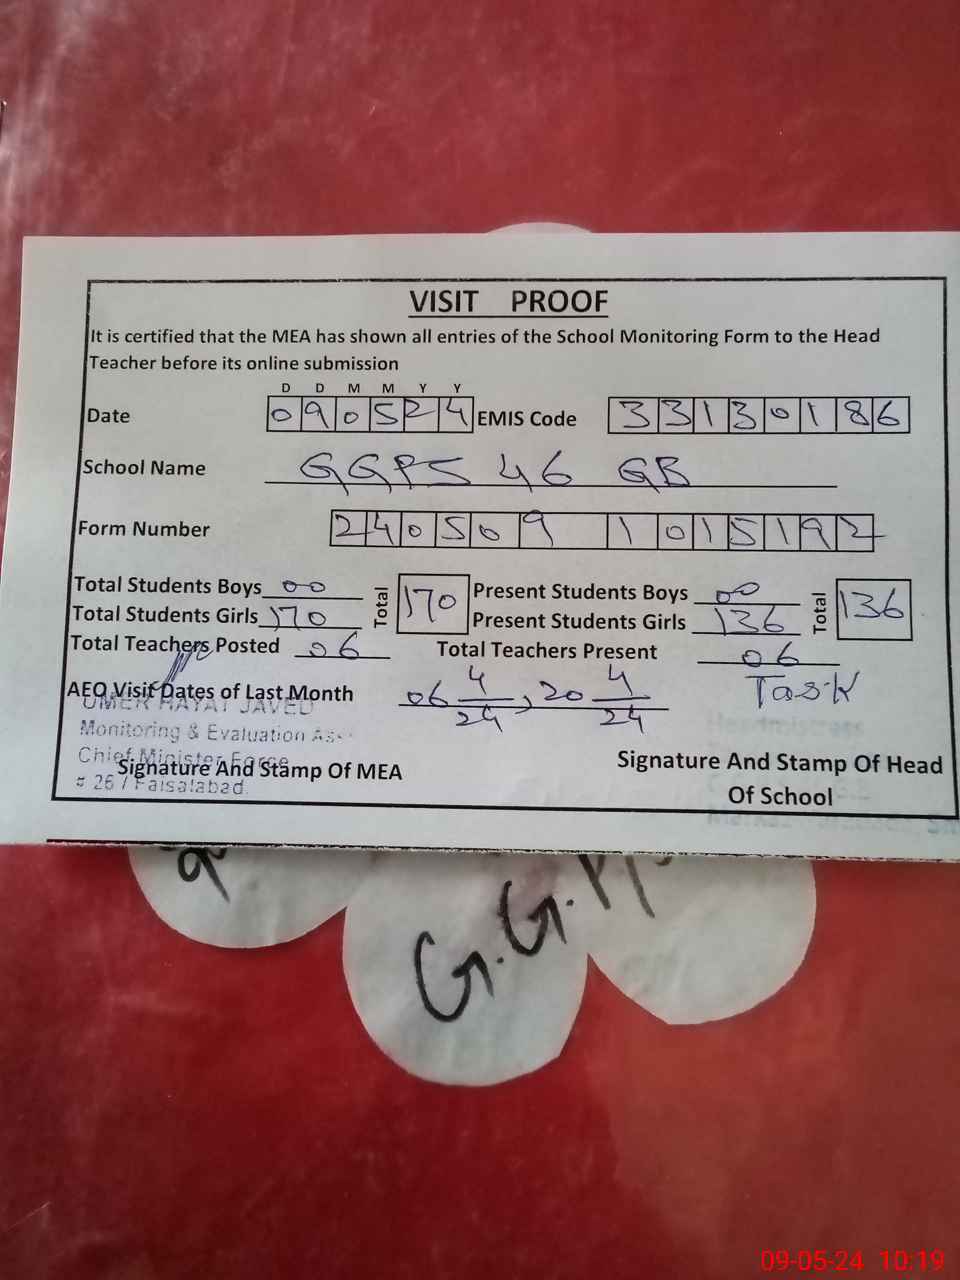 VISIT PROOF
It is certified that the MEA has shown all entries of the School Monitoring Form to the Head
Teacher before its online submission
D D M M Y Y
Date 090524 EMIS Code 33130186
School Name GGPS 46 GB
Form Number 240509 1015192
Total Students Boys 00 Total 170 Present Students Boys 00 Total 136
Total Students Girls 170 Present Students Girls 136
Total Teachers Posted 06 Total Teachers Present 06
AEO Visit Dates of Last Month 06 4/24, 20 4/24 Task
UMER HAYAT JAVED
Monitoring & Evaluation Ass
Chief Minister Force
# 267 Faisalabad
Headmistress
Signature And Stamp Of MEA Signature And Stamp Of Head
Of School
G.G.P
09-05-24 10:19